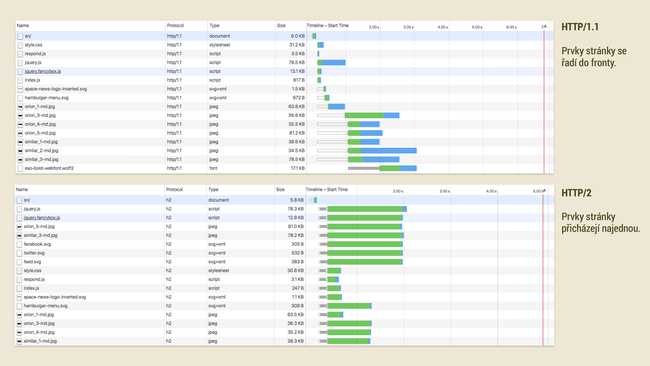 Name Protocol Type Size Timeline – Start Time 2.00 s 3.00 s 4.00 s 5.00 s 6.00 s
sn/ http/1.1 document 6.0 KB
style.css http/1.1 stylesheet 31.2 KB
respond.js http/1.1 script 3.5 KB
jquery.js http/1.1 script 78.5 KB
jquery.fancybox.js http/1.1 script 13.1 KB
index.js http/1.1 script 617 B
space-news-logo-inverted.svg http/1.1 svg+xml 1.5 KB
hamburger-menu.svg http/1.1 svg+xml 672 B
orion_1-md.jpg http/1.1 jpeg 63.8 KB
orion_3-md.jpg http/1.1 jpeg 36.6 KB
orion_4-md.jpg http/1.1 jpeg 35.5 KB
orion_5-md.jpg http/1.1 jpeg 81.2 KB
similar_1-md.jpg http/1.1 jpeg 38.6 KB
similar_2-md.jpg http/1.1 jpeg 34.5 KB
similar_3-md.jpg http/1.1 jpeg 78.5 KB
exo-bold-webfont.woff2 http/1.1 font 17.1 KB
HTTP/1.1
Prvky stránky se
řadí do fronty.
Name Protocol Type Size Timeline – Start Time 2.00 s 3.00 s 4.00 s 5.00 s
sn/ h2 document 5.8 KB
jquery.js h2 script 78.3 KB
jquery.fancybox.js h2 script 12.8 KB
orion_5-md.jpg h2 jpeg 81.0 KB
similar_3-md.jpg h2 jpeg 78.2 KB
facebook.svg h2 svg+xml 305 B
twitter.svg h2 svg+xml 532 B
feed.svg h2 svg+xml 383 B
style.css h2 stylesheet 30.8 KB
respond.js h2 script 3.1 KB
index.js h2 script 247 B
space-news-logo-inverted.svg h2 svg+xml 1.1 KB
hamburger-menu.svg h2 svg+xml 308 B
orion_1-md.jpg h2 jpeg 63.5 KB
orion_3-md.jpg h2 jpeg 36.3 KB
orion_4-md.jpg h2 jpeg 35.2 KB
similar_1-md.jpg h2 jpeg 38.3 KB
HTTP/2
Prvky stránky
přicházejí najednou.